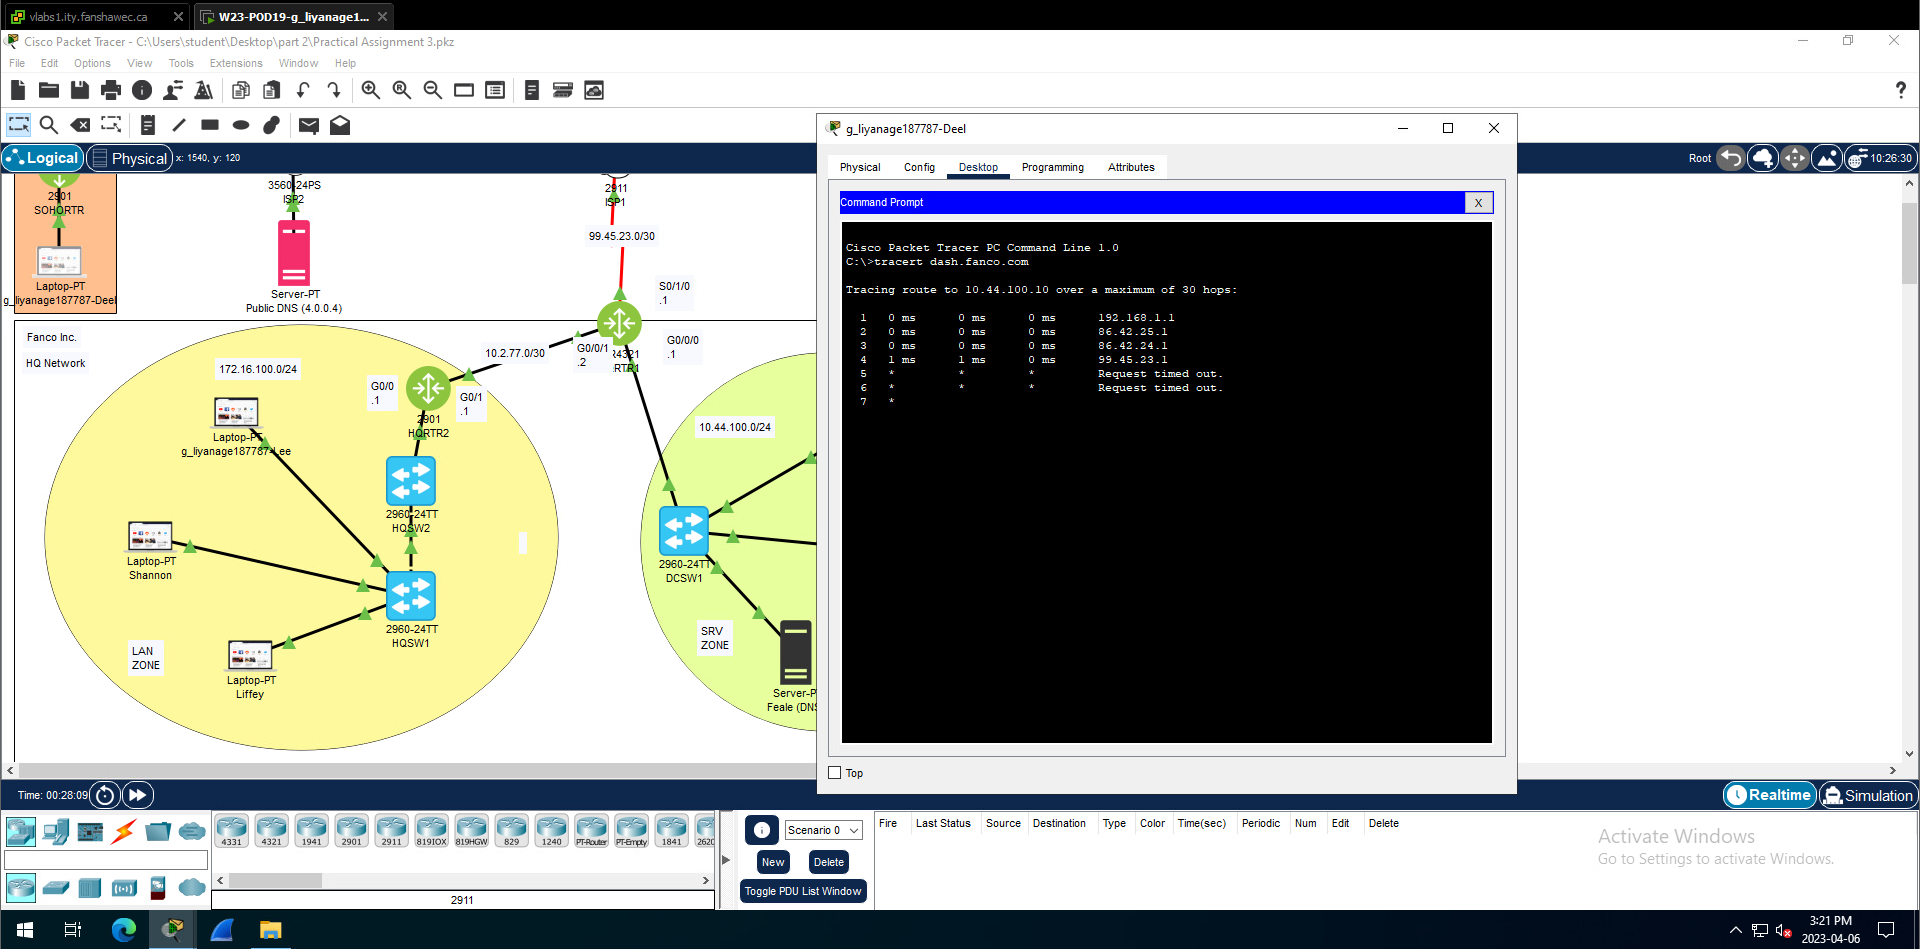 vlabs1.ity.fanshawec.ca
W23-POD19-g_liyanage1...
Cisco Packet Tracer - C:\Users\student\Desktop\part 2\Practical Assignment 3.pkz
File Edit Options View Tools Extensions Window Help
Logical
Physical
x: 1540, y: 120
Root
10:26:30
2901
SOHORTR
Laptop-PT
g_liyanage187787-Deel
3560-24PS
ISP2
Server-PT
Public DNS (4.0.0.4)
2911
ISP1
99.45.23.0/30
S0/1/0
.1
Fanco Inc.
HQ Network
172.16.100.0/24
10.2.77.0/30
G0/0/1
.2
G0/0/0
.1
G0/0
.1
G0/1
.1
2901
HQRTR2
Laptop-PT
g_liyanage187787-Lee
2960-24TT
HQSW2
Laptop-PT
Shannon
2960-24TT
HQSW1
LAN
ZONE
Laptop-PT
Liffey
10.44.100.0/24
2960-24TT
DCSW1
SRV
ZONE
Server-P
Feale (DNS
g_liyanage187787-Deel
Physical Config Desktop Programming Attributes
Command Prompt
X
Cisco Packet Tracer PC Command Line 1.0
C:\>tracert dash.fanco.com
Tracing route to 10.44.100.10 over a maximum of 30 hops:
1 0 ms 0 ms 0 ms 192.168.1.1
2 0 ms 0 ms 0 ms 86.42.25.1
3 0 ms 0 ms 0 ms 86.42.24.1
4 1 ms 1 ms 0 ms 99.45.23.1
5 * * * Request timed out.
6 * * * Request timed out.
7 *
Top
Time: 00:28:09
Realtime
Simulation
4331 4321 1941 2901 2911 819IOX 819HGW 829 1240 PT-Router PT-Empty 1841 2620
2911
Scenario 0
New
Delete
Toggle PDU List Window
Fire Last Status Source Destination Type Color Time(sec) Periodic Num Edit Delete
Activate Windows
Go to Settings to activate Windows.
3:21 PM
2023-04-06